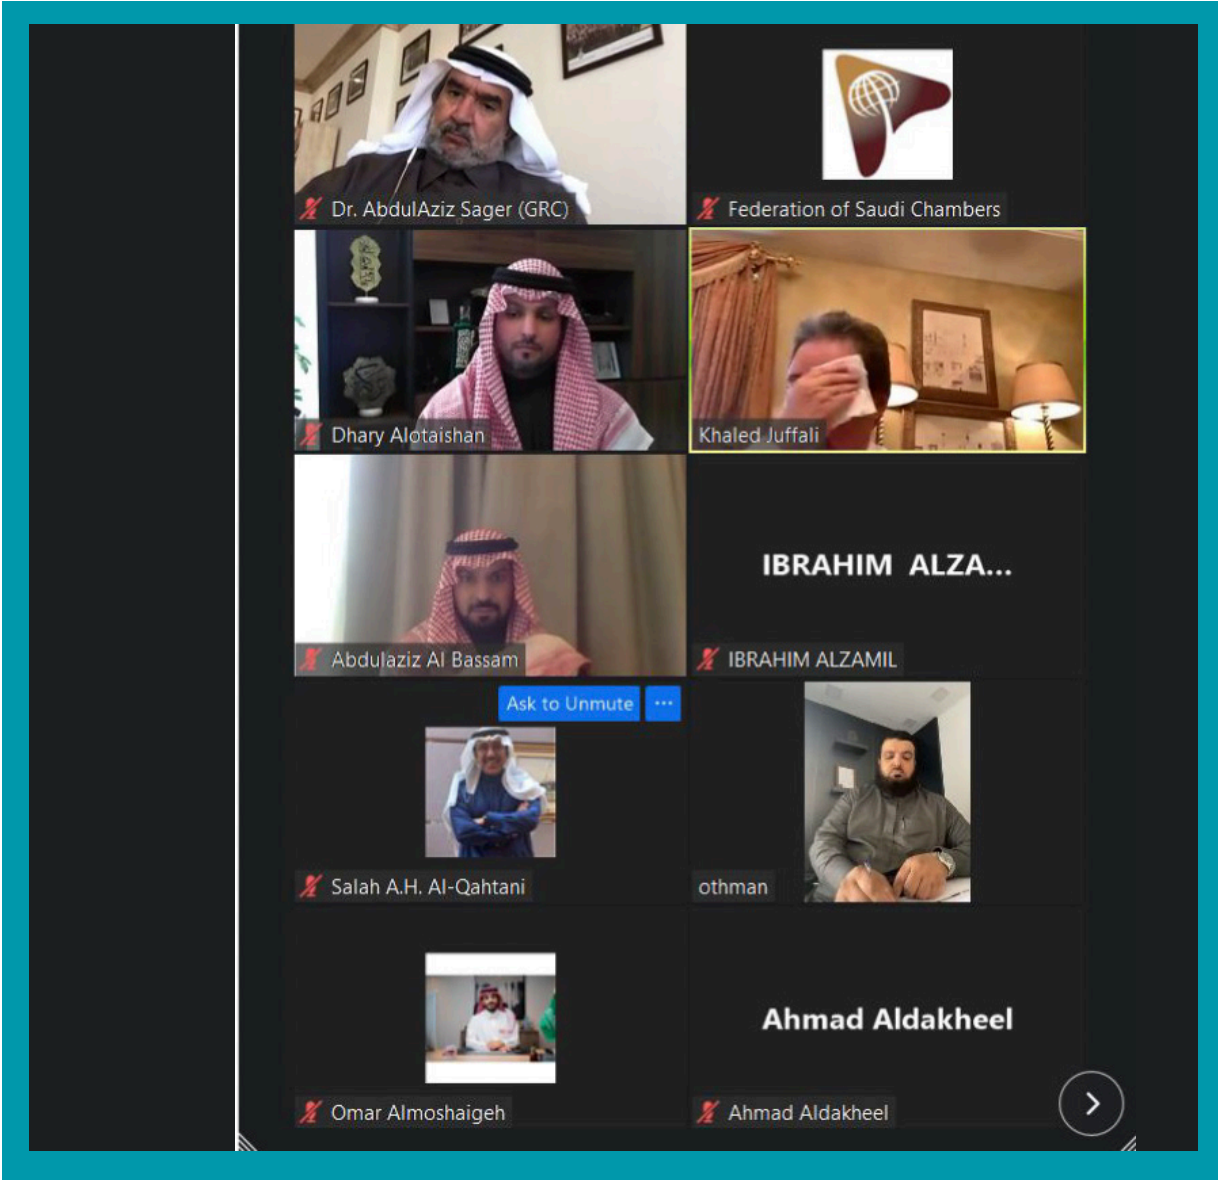 Dr. AbdulAziz Sager (GRC)
Federation of Saudi Chambers
Dhary Alotaishan
Khaled Juffali
Abdulaziz Al Bassam
IBRAHIM ALZA...
IBRAHIM ALZAMIL
Ask to Unmute ...
Salah A.H. Al-Qahtani
othman
Omar Almoshaigeh
Ahmad Aldakheel
Ahmad Aldakheel